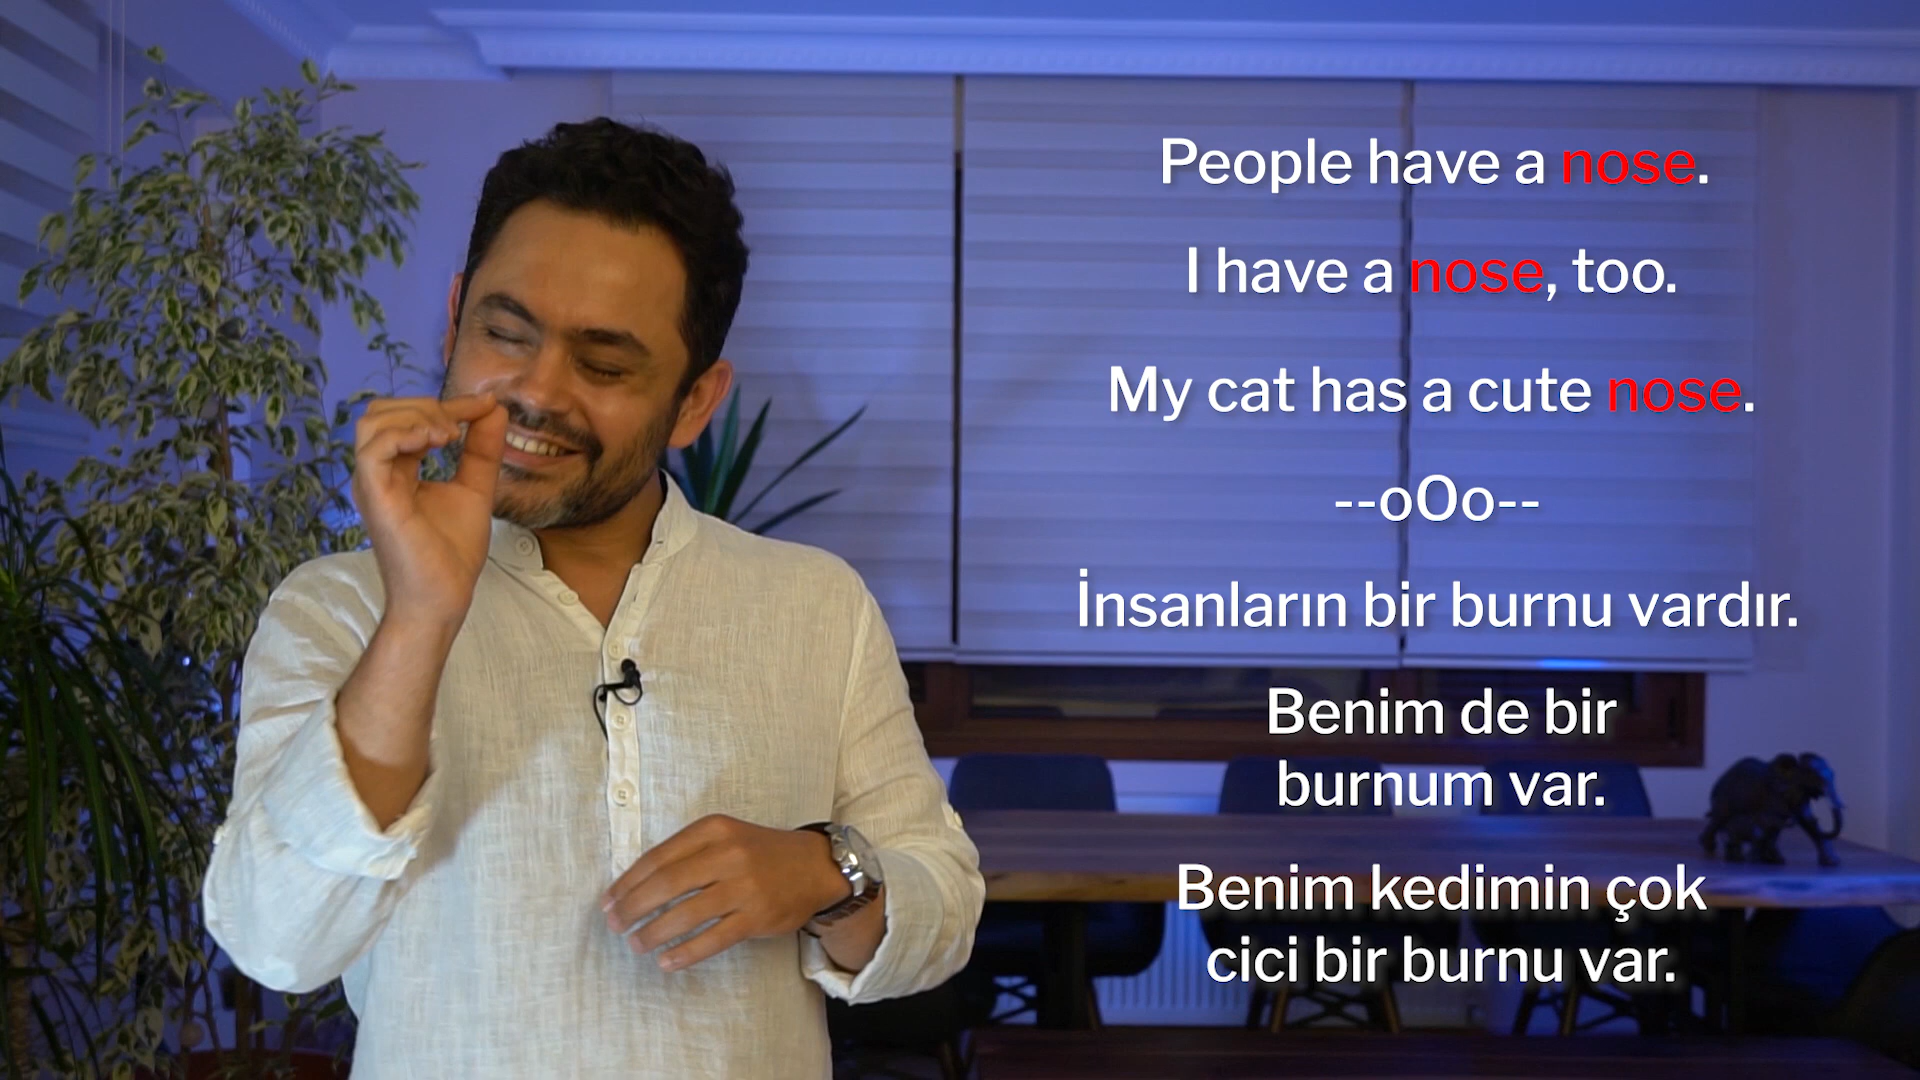 People have a nose.
I have a nose, too.
My cat has a cute nose.
--oOo--
İnsanların bir burnu vardır.
Benim de bir
burnum var.
Benim kedimin çok
cici bir burnu var.